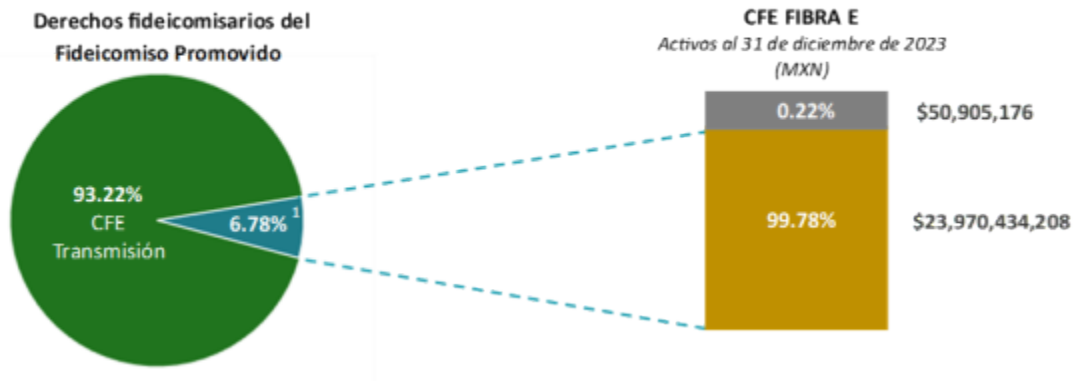 Derechos fideicomisarios del
Fideicomiso Promovido
93.22%
CFE
Transmisión
6.78% 1
CFE FIBRA E
Activos al 31 de diciembre de 2023
(MXN)
0.22%
$50,905,176
99.78%
$23,970,434,208